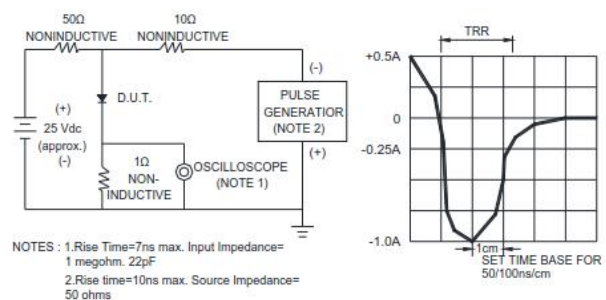 50Ω
NONINDUCTIVE
10Ω
NONINDUCTIVE
(+)
25 Vdc
(approx.)
(-)
D.U.T.
1Ω
NON-
INDUCTIVE
OSCILLOSCOPE
(NOTE 1)
(-)
PULSE
GENERATIOR
(NOTE 2)
(+)
TRR
+0.5A
0
-0.25A
-1.0A
1cm
SET TIME BASE FOR
50/100ns/cm
NOTES : 1.Rise Time=7ns max. Input Impedance=
1 megohm. 22pF
2.Rise time=10ns max. Source Impedance=
50 ohms